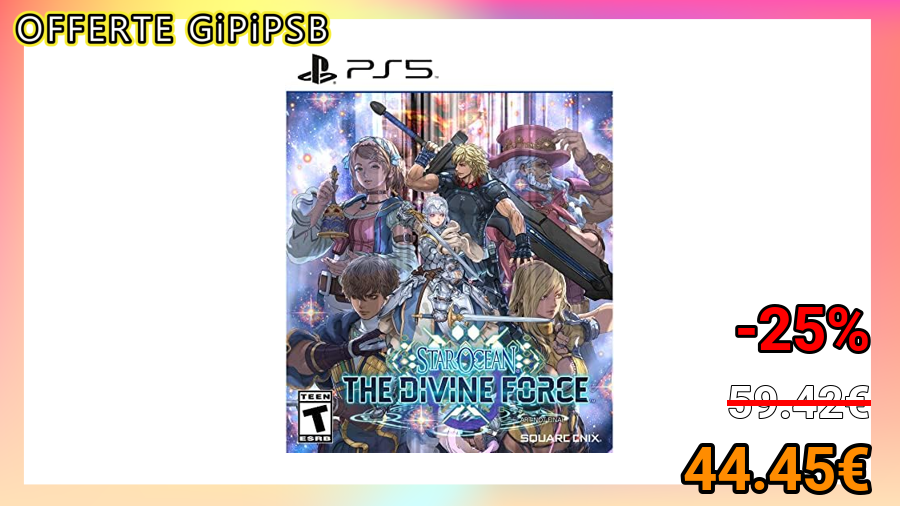 OFFERTE GiPiPSB
PS5
STAR OCEAN
THE DIVINE FORCE
TEEN
T
ESRB
SQUARE ENIX
-25%
59.42€
44.45€